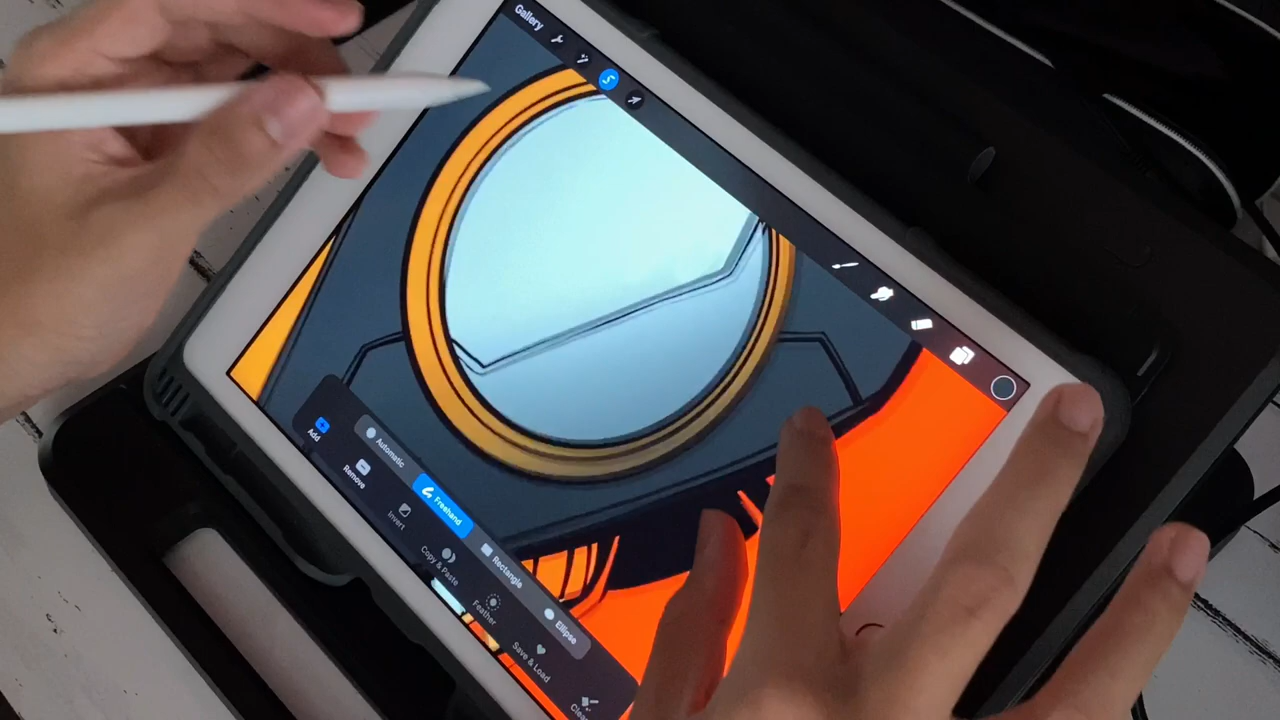 Gallery
Automatic
Freehand
Rectangle
Ellipse
Add
Remove
Invert
Copy & Paste
Feather
Save & Load